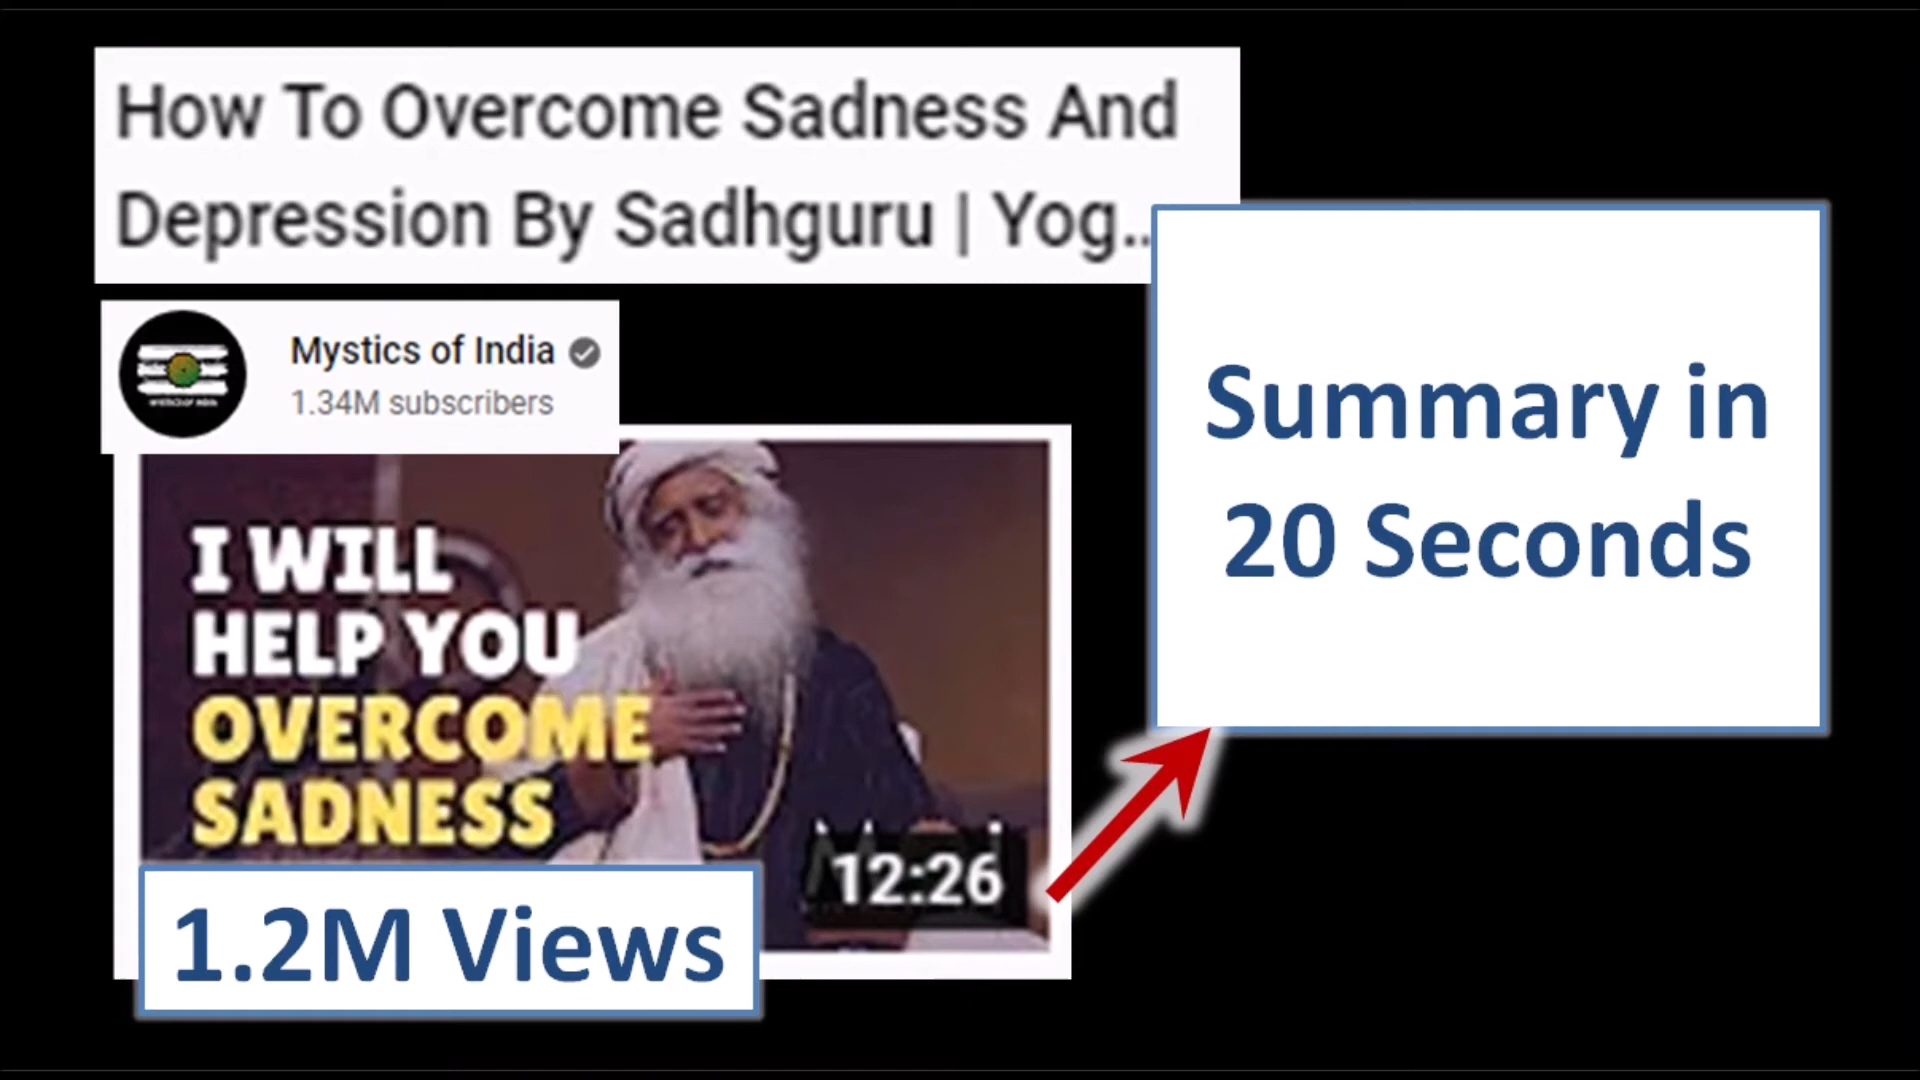 How To Overcome Sadness And
Depression By Sadhguru | Yog...
Mystics of India
1.34M subscribers
I WILL
HELP YOU
OVERCOME
SADNESS
12:26
1.2M Views
Summary in
20 Seconds